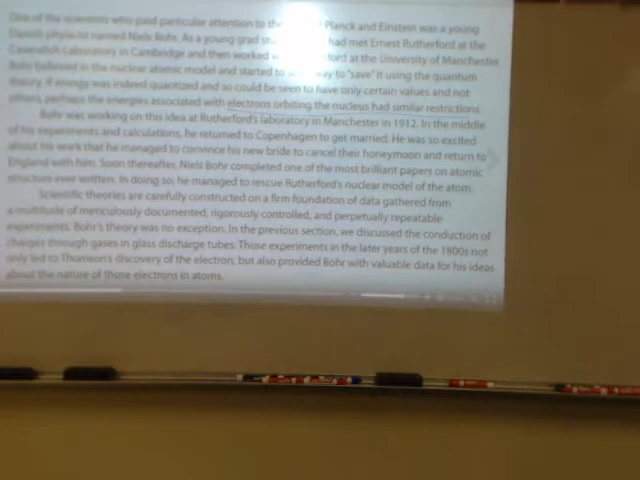 One of the scientists who paid particular attention to the Planck and Einstein was a young
Danish physicist named Niels Bohr. As a young grad had met Ernest Rutherford at the
Cavendish Laboratory in Cambridge and then worked at the University of Manchester.
Bohr believed in the nuclear atomic model and started to way to "save" it using the quantum
theory. If energy was indeed quantized and so could be seen to have only certain values and not
others, perhaps the energies associated with electrons orbiting the nucleus had similar restrictions.
Bohr was working on this idea at Rutherford's laboratory in Manchester in 1912. In the middle
of his experiments and calculations, he returned to Copenhagen to get married. He was so excited
about his work that he managed to convince his new bride to cancel their honeymoon and return to
England with him. Soon thereafter, Niels Bohr completed one of the most brilliant papers on atomic
structure ever written. In doing so, he managed to rescue Rutherford's nuclear model of the atom.
Scientific theories are carefully constructed on a firm foundation of data gathered from
a multitude of meticulously documented, rigorously controlled, and perpetually repeatable
experiments. Bohr's theory was no exception. In the previous section, we discussed the conduction of
charges through gases in glass discharge tubes. Those experiments in the later years of the 1800s not
only led to Thomson's discovery of the electron, but also provided Bohr with valuable data for his ideas
about the nature of those electrons in atoms.